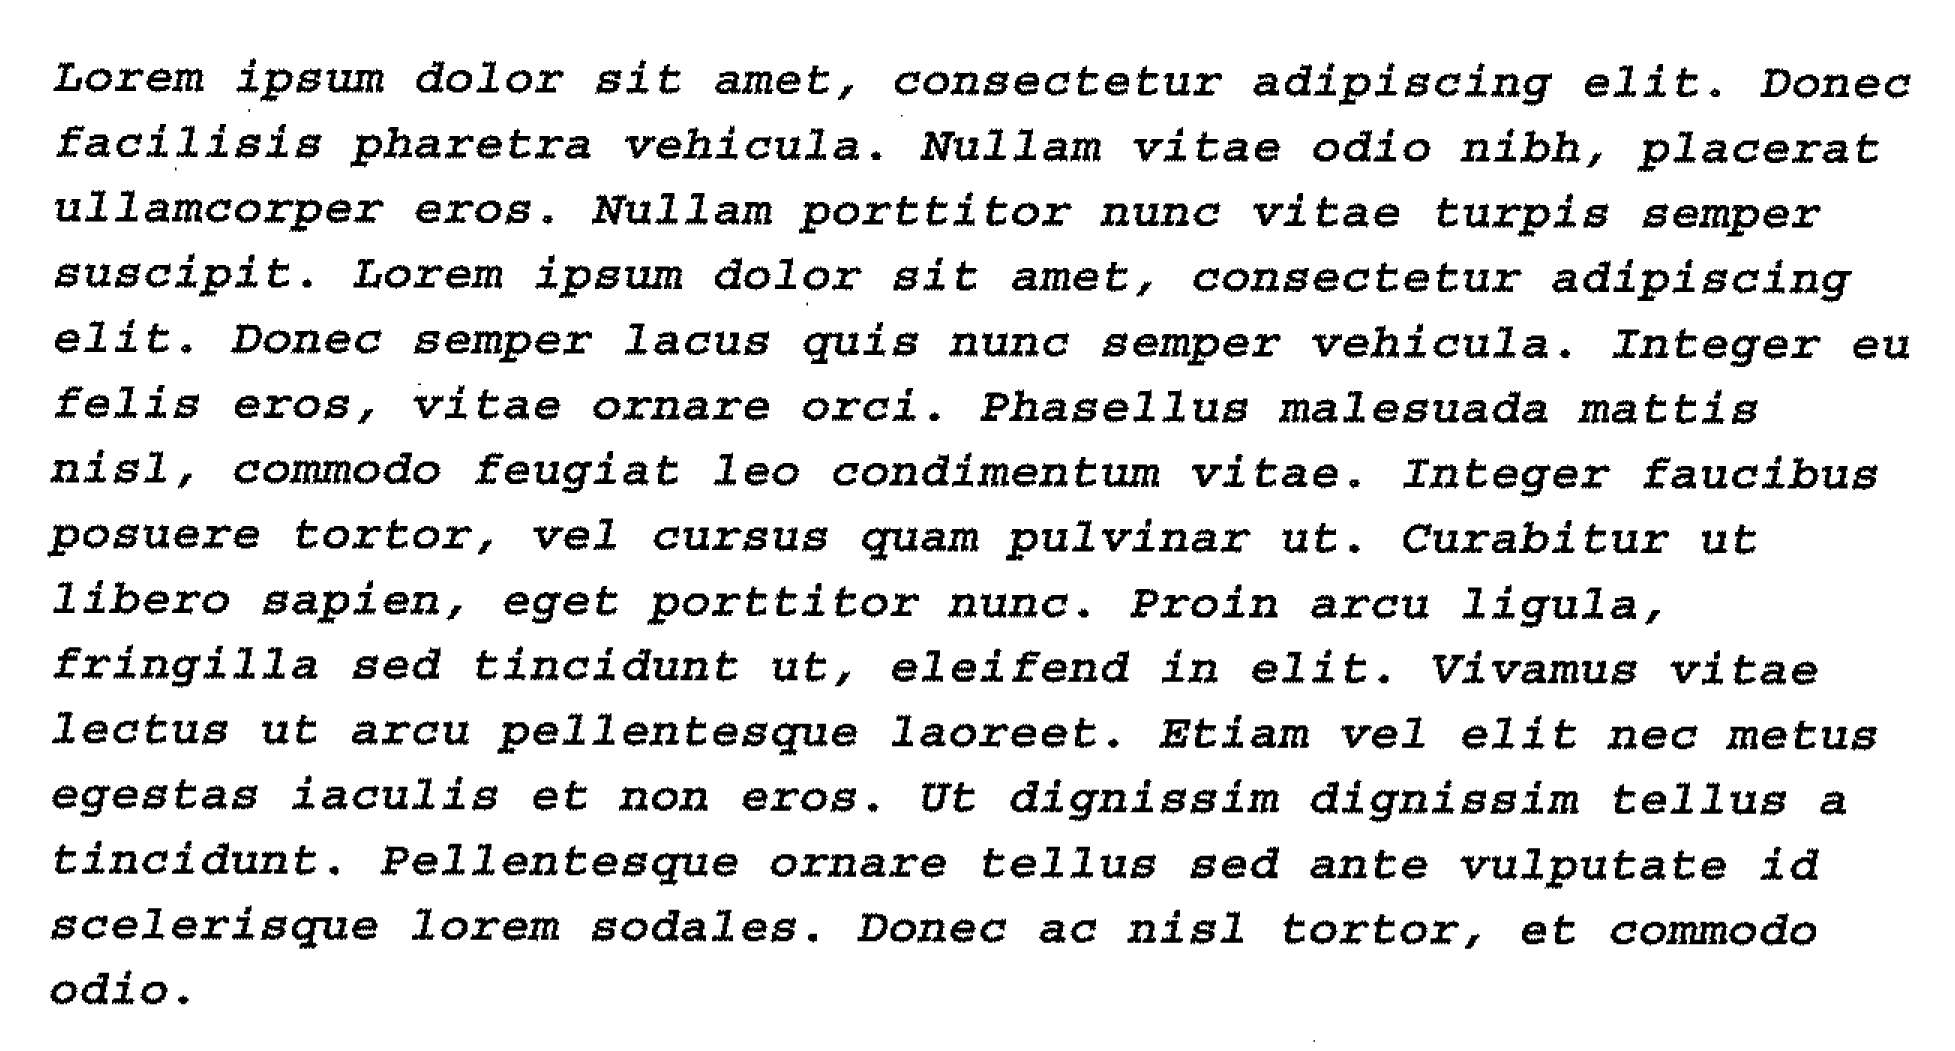 Lorem ipsum dolor sit amet, consectetur adipiscing elit. Donec
facilisis pharetra vehicula. Nullam vitae odio nibh, placerat
ullamcorper eros. Nullam porttitor nunc vitae turpis semper
suscipit. Lorem ipsum dolor sit amet, consectetur adipiscing
elit. Donec semper lacus quis nunc semper vehicula. Integer eu
felis eros, vitae ornare orci. Phasellus malesuada mattis
nisl, commodo feugiat leo condimentum vitae. Integer faucibus
posuere tortor, vel cursus quam pulvinar ut. Curabitur ut
libero sapien, eget porttitor nunc. Proin arcu ligula,
fringilla sed tincidunt ut, eleifend in elit. Vivamus vitae
lectus ut arcu pellentesque laoreet. Etiam vel elit nec metus
egestas iaculis et non eros. Ut dignissim dignissim tellus a
tincidunt. Pellentesque ornare tellus sed ante vulputate id
scelerisque lorem sodales. Donec ac nisl tortor, et commodo
odio.